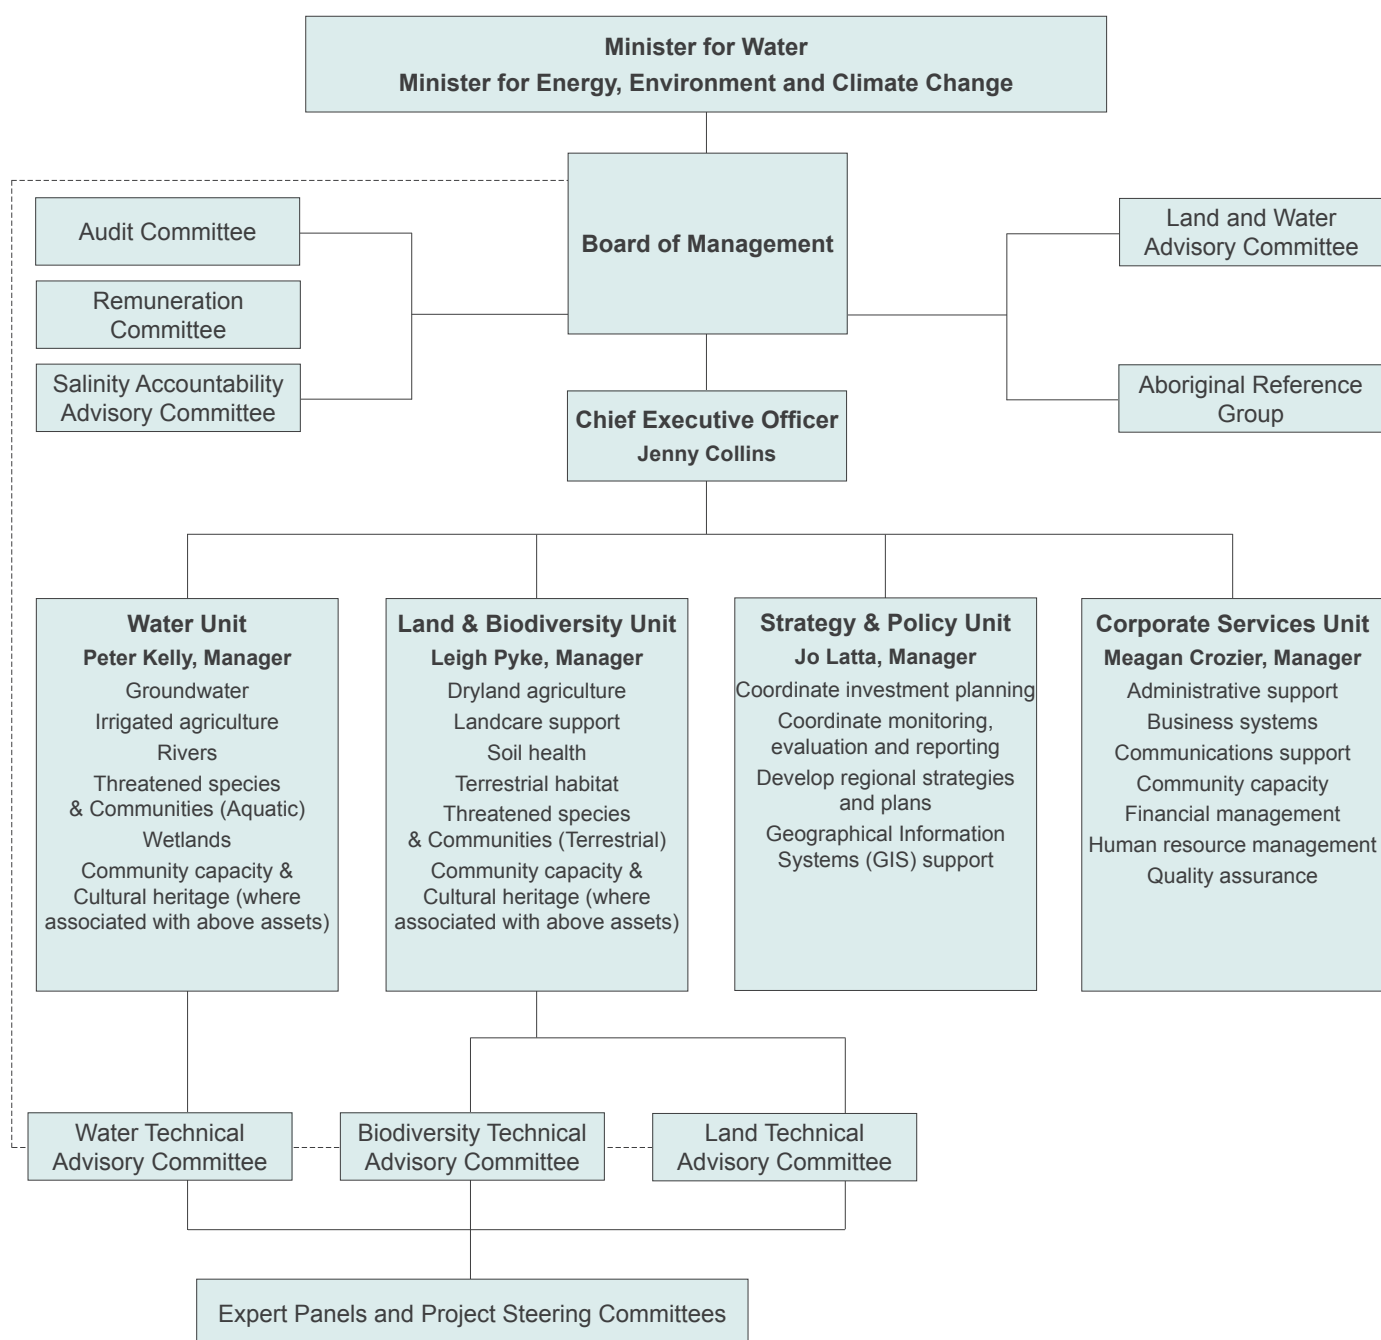 Minister for Water
Minister for Energy, Environment and Climate Change
Board of Management
Audit Committee
Remuneration
Committee
Salinity Accountability
Advisory Committee
Land and Water
Advisory Committee
Aboriginal Reference
Group
Chief Executive Officer
Jenny Collins
Water Unit
Peter Kelly, Manager
Groundwater
Irrigated agriculture
Rivers
Threatened species
& Communities (Aquatic)
Wetlands
Community capacity &
Cultural heritage (where
associated with above assets)
Land & Biodiversity Unit
Leigh Pyke, Manager
Dryland agriculture
Landcare support
Soil health
Terrestrial habitat
Threatened species
& Communities (Terrestrial)
Community capacity &
Cultural heritage (where
associated with above assets)
Strategy & Policy Unit
Jo Latta, Manager
Coordinate investment planning
Coordinate monitoring,
evaluation and reporting
Develop regional strategies
and plans
Geographical Information
Systems (GIS) support
Corporate Services Unit
Meagan Crozier, Manager
Administrative support
Business systems
Communications support
Community capacity
Financial management
Human resource management
Quality assurance
Water Technical
Advisory Committee
Biodiversity Technical
Advisory Committee
Land Technical
Advisory Committee
Expert Panels and Project Steering Committees